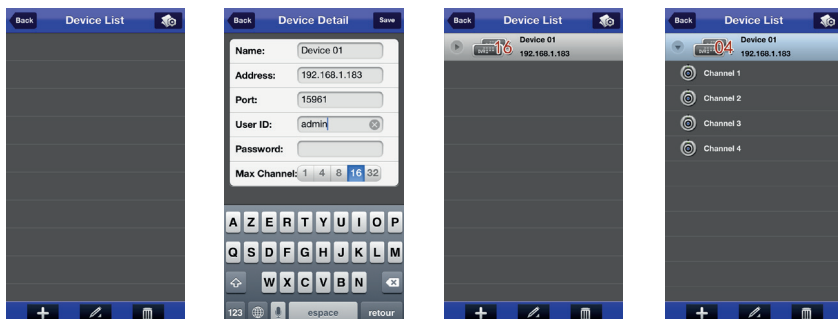 Back Device List
Back Device Detail Save
Name: Device 01
Address: 192.168.1.183
Port: 15961
User ID: admin
Password:
Max Channel: 1 4 8 16 32
A Z E R T Y U I O P
Q S D F G H J K L M
W X C V B N
123 espace retour
Back Device List
16 Device 01
192.168.1.183
Back Device List
04 Device 01
192.168.1.183
Channel 1
Channel 2
Channel 3
Channel 4